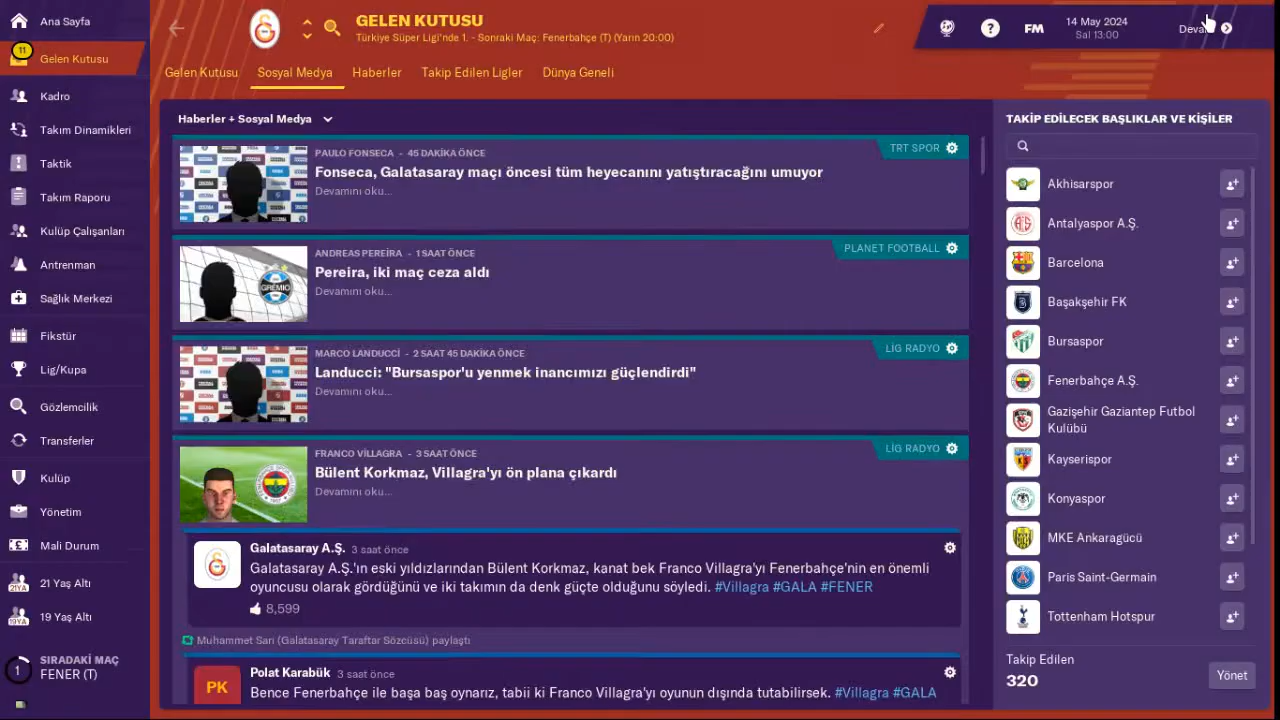 Ana Sayfa
11
Gelen Kutusu
Kadro
Takım Dinamikleri
Taktik
Takım Raporu
Kulüp Çalışanları
Antrenman
Sağlık Merkezi
Fikstür
Lig/Kupa
Gözlemcilik
Transferler
Kulüp
Yönetim
Mali Durum
21YA
21 Yaş Altı
19YA
19 Yaş Altı
1
SIRADAKİ MAÇ
FENER (T)
GELEN KUTUSU
Türkiye Süper Ligi'nde 1. - Sonraki Maç: Fenerbahçe (T) (Yarın 20:00)
FM
14 May 2024
Sal 13:00
Gelen Kutusu
Sosyal Medya
Haberler
Takip Edilen Ligler
Dünya Geneli
Haberler + Sosyal Medya
PAULO FONSECA - 45 DAKİKA ÖNCE
TRT SPOR
Fonseca, Galatasaray maçı öncesi tüm heyecanını yatıştıracağını umuyor
Devamını oku...
ANDREAS PEREİRA - 1 SAAT ÖNCE
PLANET FOOTBALL
Pereira, iki maç ceza aldı
Devamını oku...
MARCO LANDUCCİ - 2 SAAT 45 DAKİKA ÖNCE
LİG RADYO
Landucci: "Bursaspor'u yenmek inancımızı güçlendirdi"
Devamını oku...
FRANCO VİLLAGRA - 3 SAAT ÖNCE
LİG RADYO
Bülent Korkmaz, Villagra'yı ön plana çıkardı
Devamını oku...
Galatasaray A.Ş. 3 saat önce
Galatasaray A.Ş.'ın eski yıldızlarından Bülent Korkmaz, kanat bek Franco Villagra'yı Fenerbahçe'nin en önemli
oyuncusu olarak gördüğünü ve iki takımın da denk güçte olduğunu söyledi. #Villagra #GALA #FENER
8,599
Muhammet Sarı (Galatasaray Taraftar Sözcüsü) paylaştı
PK
Polat Karabük 3 saat önce
Bence Fenerbahçe ile başa baş oynarız, tabii ki Franco Villagra'yı oyunun dışında tutabilirsek. #Villagra #GALA
TAKİP EDİLECEK BAŞLIKLAR VE KİŞİLER
Akhisarspor
Antalyaspor A.Ş.
Barcelona
Başakşehir FK
Bursaspor
Fenerbahçe A.Ş.
Gazişehir Gaziantep Futbol
Kulübü
Kayserispor
Konyaspor
MKE Ankaragücü
Paris Saint-Germain
Tottenham Hotspur
Takip Edilen
320
Yönet